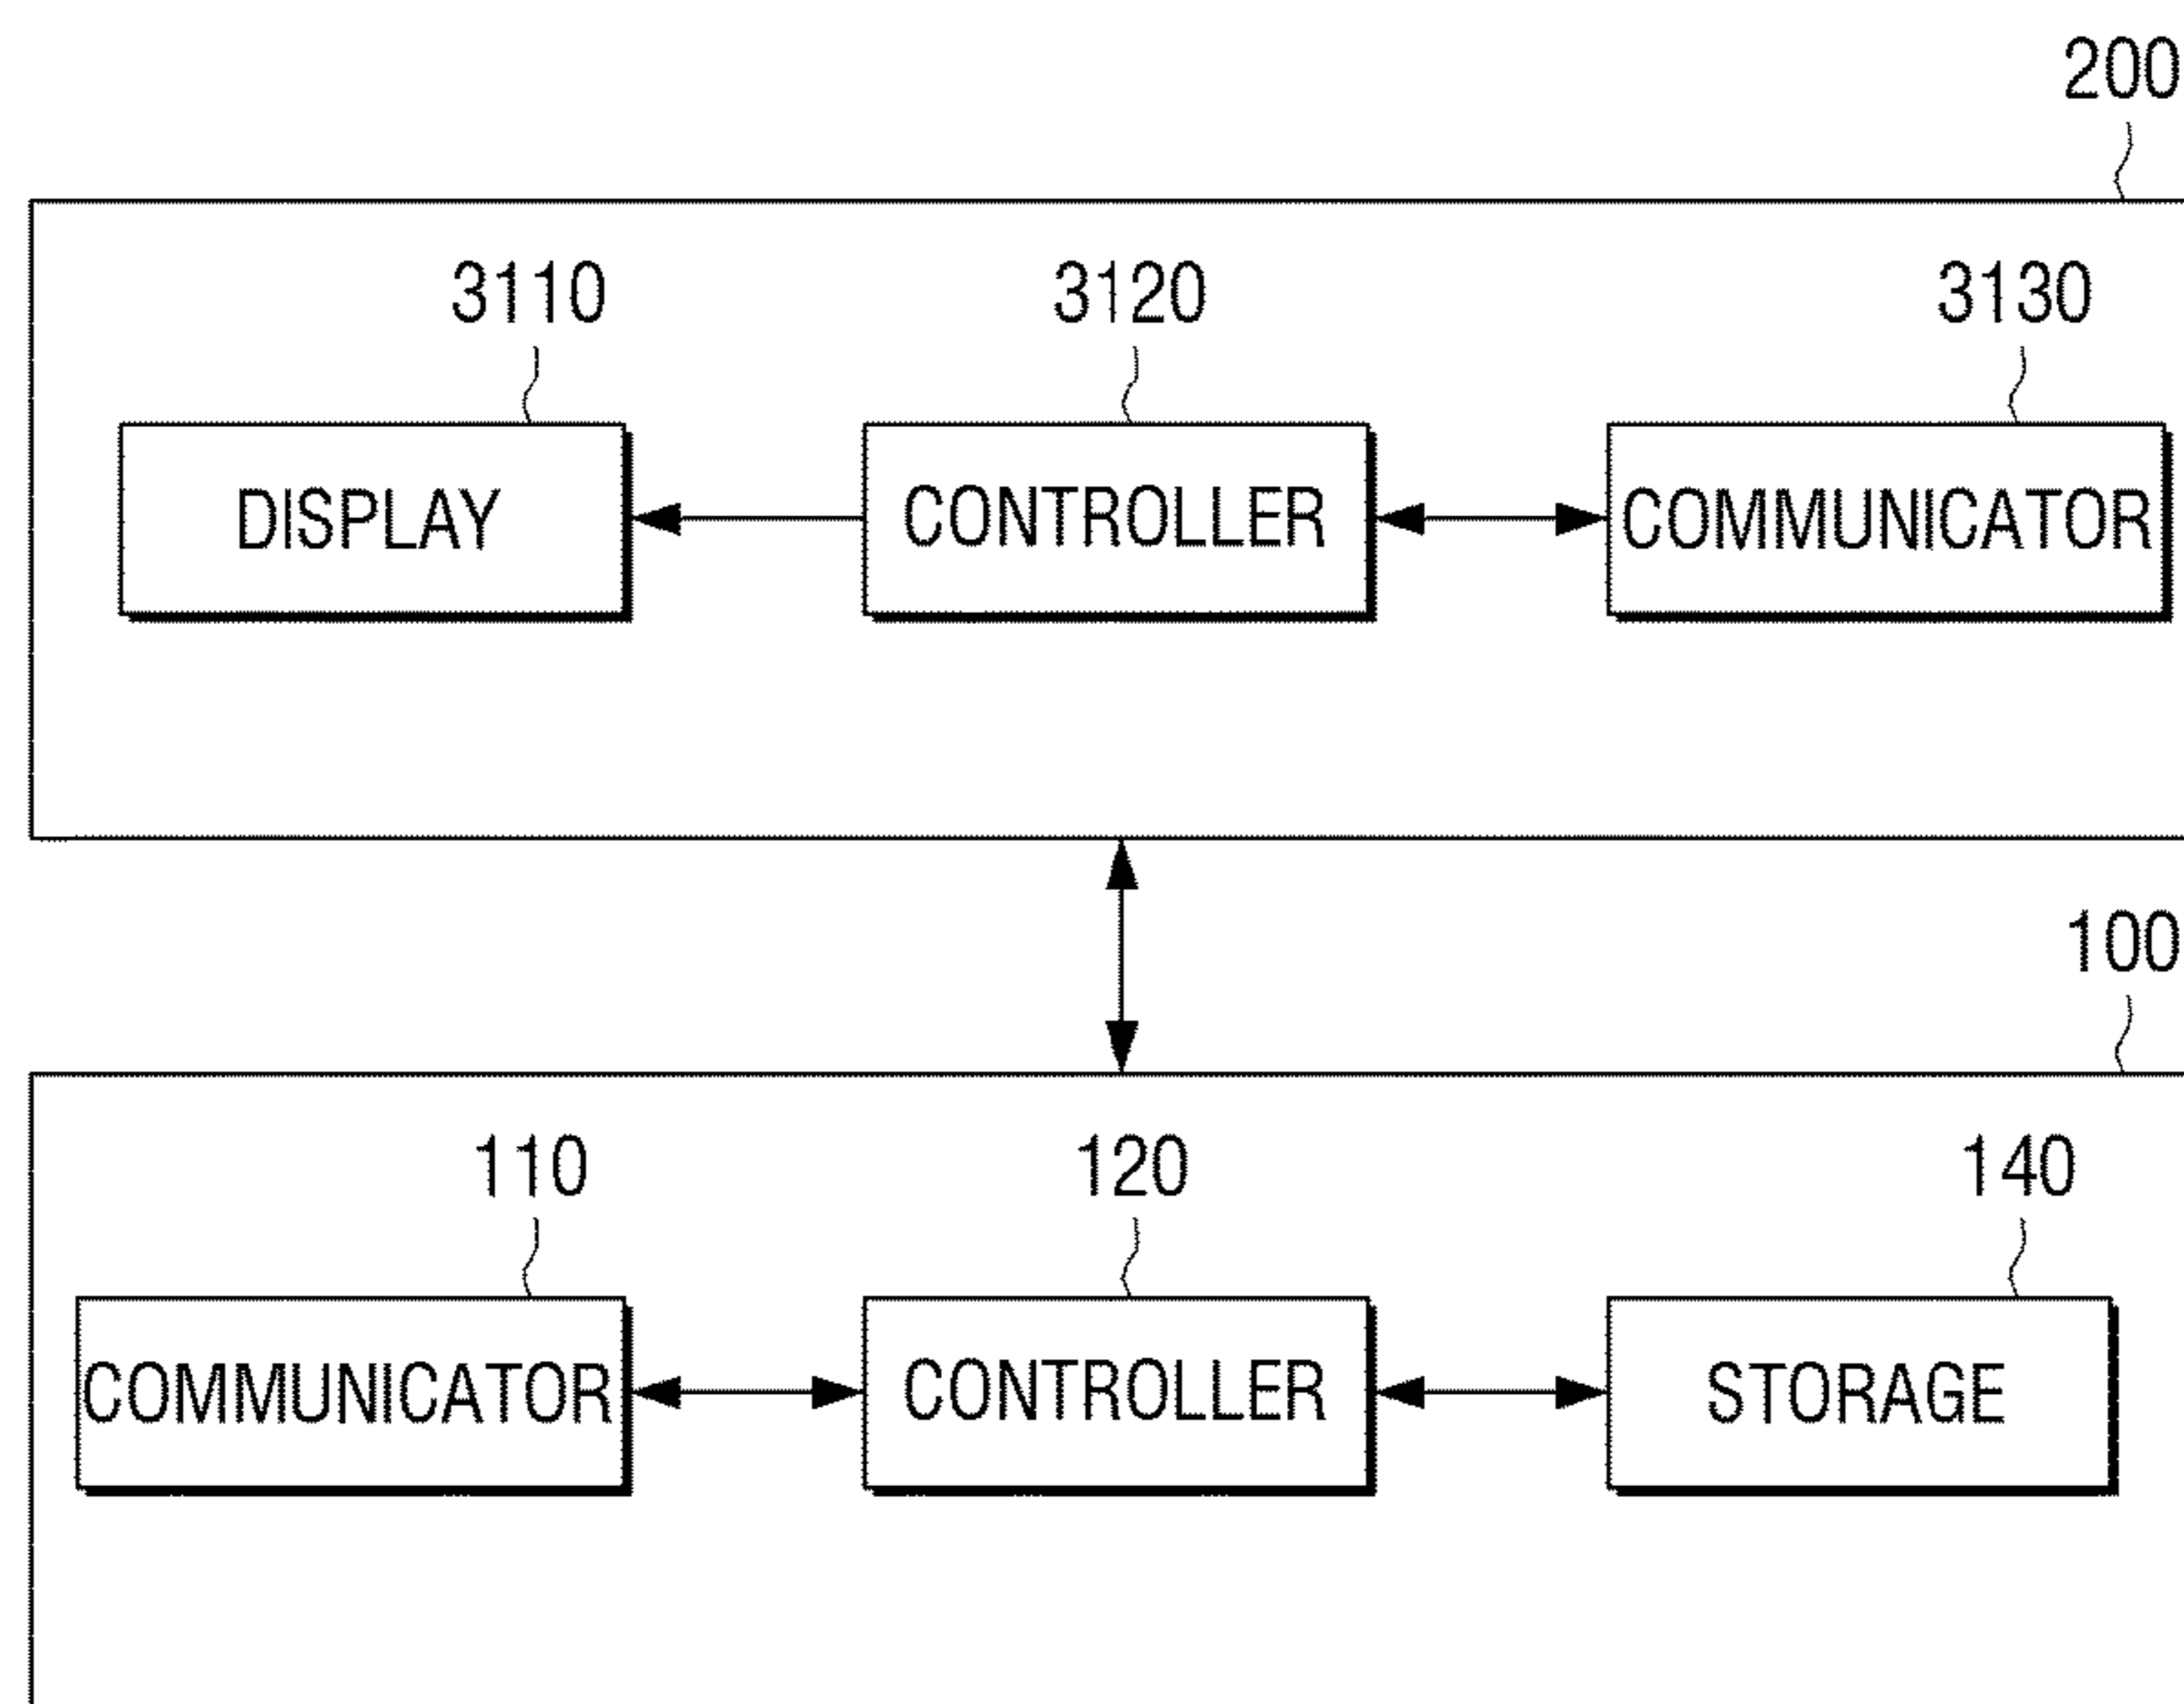 200
3110 3120 3130
DISPLAY CONTROLLER COMMUNICATOR
100
110 120 140
COMMUNICATOR CONTROLLER STORAGE